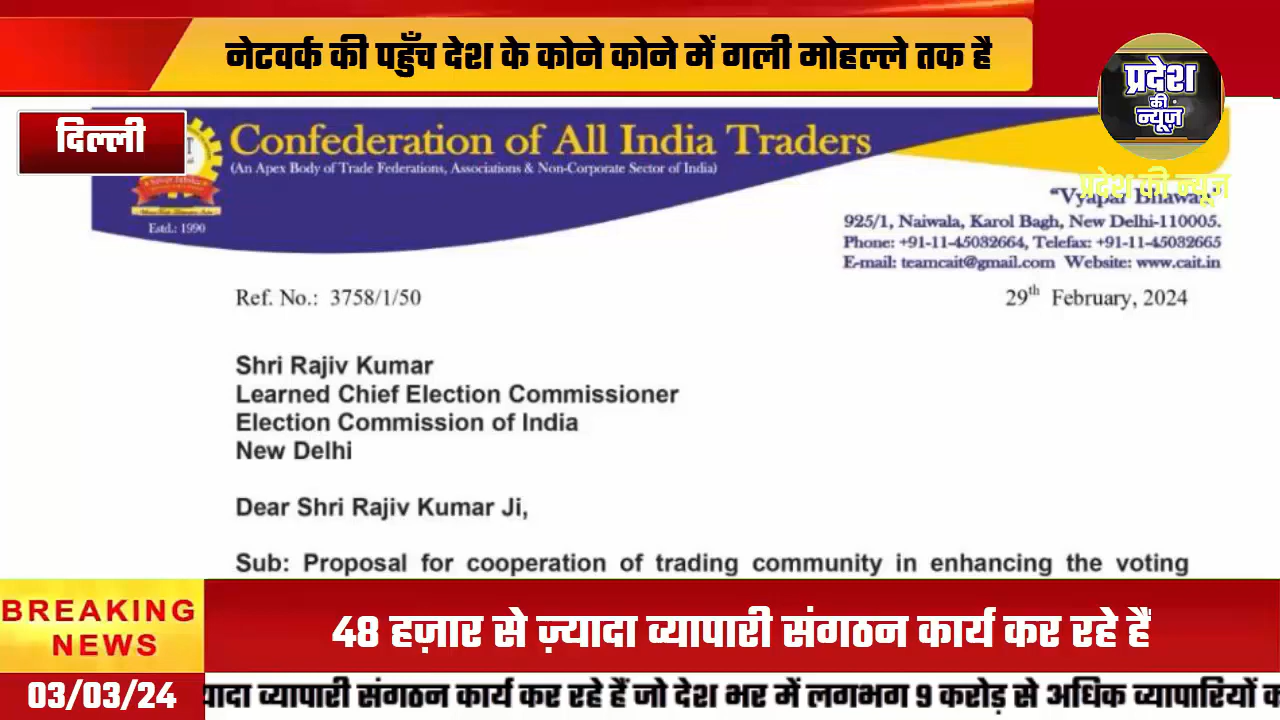 नेटवर्क की पहुँच देश के कोने कोने में गली मोहल्ले तक है
प्रदेश
की
न्यूज़
प्रदेश की न्यूज़
दिल्ली
Confederation of All India Traders
(An Apex Body of Trade Federations, Associations & Non-Corporate Sector of India)
Estd.: 1990
"Vyapar Bhawan"
925/1, Naiwala, Karol Bagh, New Delhi-110005.
Phone: +91-11-45032664, Telefax: +91-11-45032665
E-mail: teamcait@gmail.com Website: www.cait.in
Ref. No.: 3758/1/50
29th February, 2024
Shri Rajiv Kumar
Learned Chief Election Commissioner
Election Commission of India
New Delhi
Dear Shri Rajiv Kumar Ji,
Sub: Proposal for cooperation of trading community in enhancing the voting
BREAKING
NEWS
48 हज़ार से ज़्यादा व्यापारी संगठन कार्य कर रहे हैं
03/03/24
यादा व्यापारी संगठन कार्य कर रहे हैं जो देश भर में लगभग 9 करोड़ से अधिक व्यापारियों